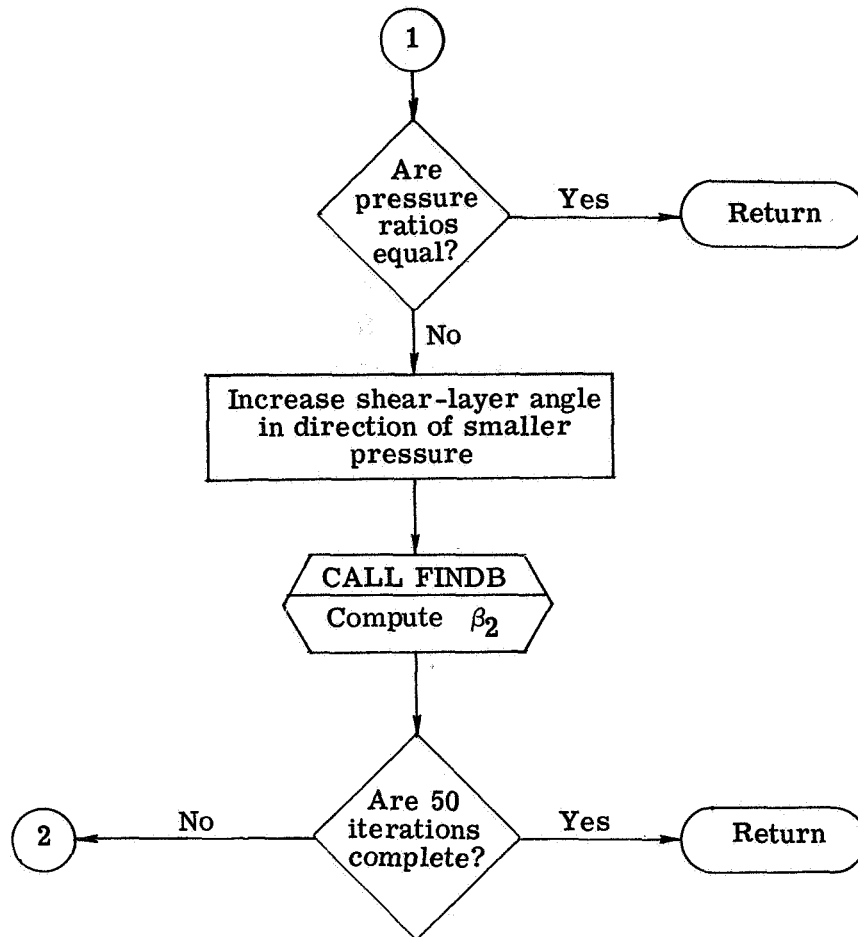 1
Are
pressure
ratios
equal?
Yes
Return
No
Increase shear-layer angle
in direction of smaller
pressure
CALL FINDB
Compute β2
Are 50
iterations
complete?
No
2
Yes
Return